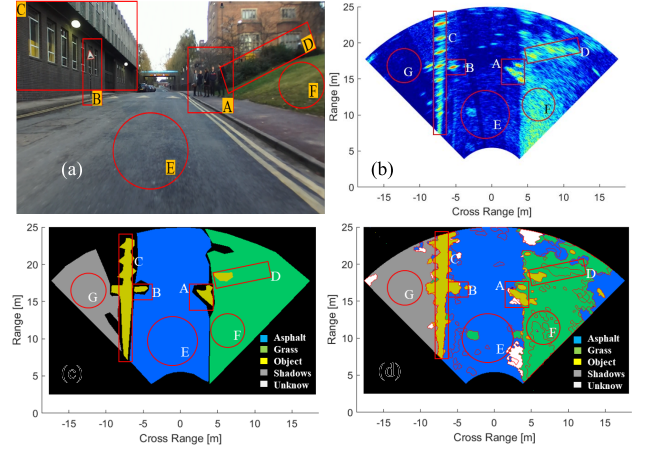 C
A
B
D
F
A
E
(a)
25
20
15
10
5
0
Range [m]
-15 -10 -5 0 5 10 15
Cross Range [m]
G
C
B
A
D
E
F
(b)
25
20
15
10
5
0
Range [m]
-15 -10 -5 0 5 10 15
Cross Range [m]
G
C
B
A
D
E
F
(c)
Asphalt
Grass
Object
Shadows
Unknow
25
20
15
10
5
0
Range [m]
-15 -10 -5 0 5 10 15
Cross Range [m]
G
C
B
A
D
E
F
(d)
Asphalt
Grass
Object
Shadows
Unknow